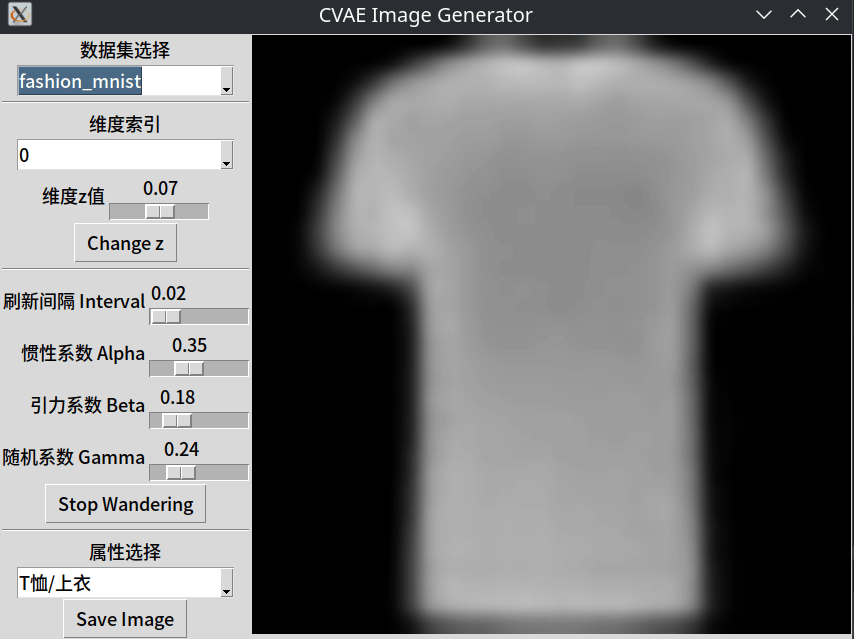 CVAE Image Generator
数据集选择
fashion_mnist
维度索引
0
0.07
维度z值
Change z
0.02
刷新间隔 Interval
0.35
惯性系数 Alpha
0.18
引力系数 Beta
0.24
随机系数 Gamma
Stop Wandering
属性选择
T恤/上衣
Save Image